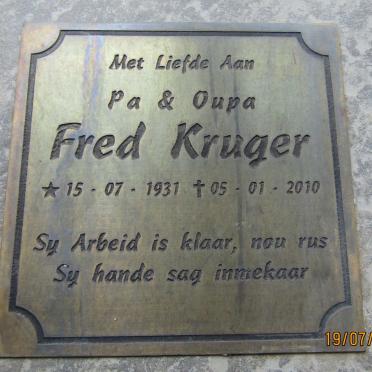 Met Liefde Aan
Pa & Oupa
Fred Kruger
★ 15 - 07 - 1931 ✝ 05 - 01 - 2010
Sy Arbeid is klaar, nou rus
Sy hande sag inmekaar
19/07/